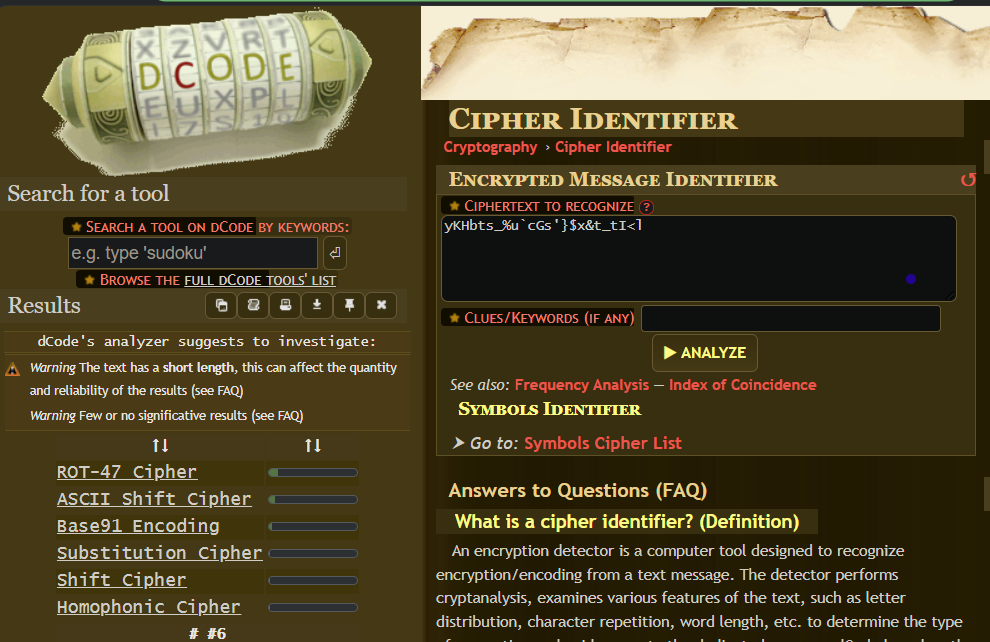 X Z V R T
D C O D E
E U X P L
Search for a tool
★ SEARCH A TOOL ON DCODE BY KEYWORDS:
e.g. type 'sudoku'
★ BROWSE THE FULL DCODE TOOLS' LIST
Results
dCode's analyzer suggests to investigate:
Warning The text has a short length, this can affect the quantity
and reliability of the results (see FAQ)
Warning Few or no significative results (see FAQ)
↑↓ ↑↓
ROT-47 Cipher
ASCII Shift Cipher
Base91 Encoding
Substitution Cipher
Shift Cipher
Homophonic Cipher
# #6
CIPHER IDENTIFIER
Cryptography › Cipher Identifier
ENCRYPTED MESSAGE IDENTIFIER
★ CIPHERTEXT TO RECOGNIZE ?
yKHbts_%u`cGs'}$x&t_tI<l
★ CLUES/KEYWORDS (IF ANY)
▶ ANALYZE
See also: Frequency Analysis — Index of Coincidence
SYMBOLS IDENTIFIER
➤ Go to: Symbols Cipher List
Answers to Questions (FAQ)
What is a cipher identifier? (Definition)
An encryption detector is a computer tool designed to recognize
encryption/encoding from a text message. The detector performs
cryptanalysis, examines various features of the text, such as letter
distribution, character repetition, word length, etc. to determine the type